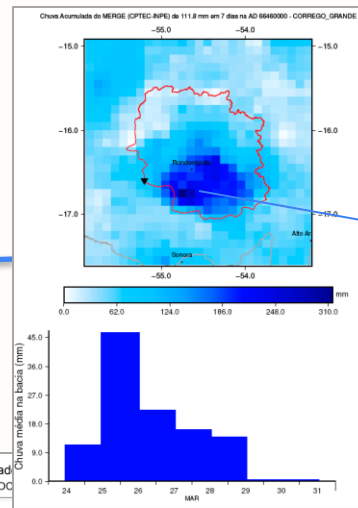 Chuva Acumulada do MERGE (CPTEC-INPE) de 111.8 mm em 7 dias na AD 66460000 - CORREGO_GRANDE
-55.0 -54.0
-15.0 -15.0
-16.0 -16.0
Rondonópolis
-17.0 -17.0
Alto Ar
Sonora
-55.0 -54.0
mm
0.0 62.0 124.0 186.0 248.0 310.0
Chuva média na bacia (mm)
45.0
36.0
27.0
18.0
9.0
0.0
24 25 26 27 28 29 30 31
MAR